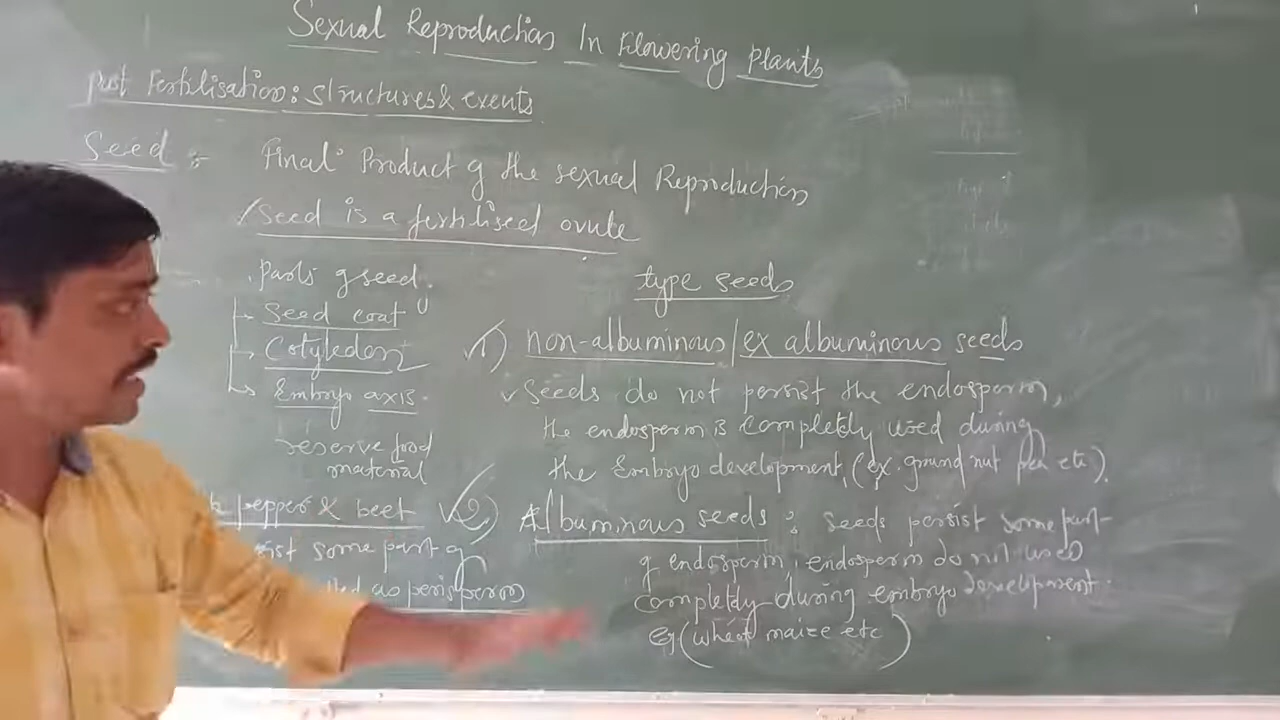 Sexual Reproduction In Flowering Plants
post Fertilisation: structures & events
Seed :- Final Product of the sexual Reproduction
Seed is a fertilised ovule
parts of seed
Seed coat
Cotyledon
Embryo axis
reserve food
material
pepper & beet
some part of
as perisperm
type seeds
1) non-albuminous/ex albuminous seeds
Seeds do not persist the endosperm,
the endosperm is completely used during
the Embryo development, (ex. ground nut pea etc).
2) Albuminous seeds : seeds persist some part
of endosperm, endosperm do not used
completely during embryo development.
Eg (wheat maize etc)